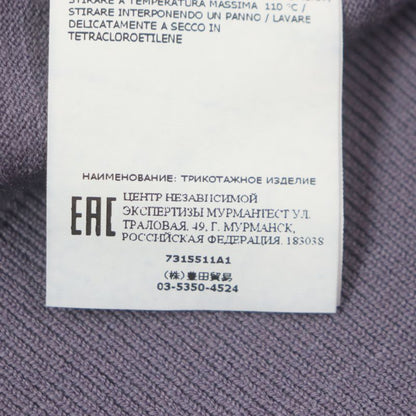 STIRARE A TEMPERATURA MASSIMA 110 °C /
STIRARE INTERPONENDO UN PANNO / LAVARE
DELICATAMENTE A SECCO IN
TETRACLOROETILENE
НАИМЕНОВАНИЕ: ТРИКОТАЖНОЕ ИЗДЕЛИЕ
EAC
ЦЕНТР НЕЗАВИСИМОЙ
ЭКСПЕРТИЗЫ МУРМАНТЕСТ УЛ.
ТРАЛОВАЯ, 49, Г. МУРМАНСК,
РОССИЙСКАЯ ФЕДЕРАЦИЯ. 183038
7315511A1
(株)豊田貿易
03-5350-4524